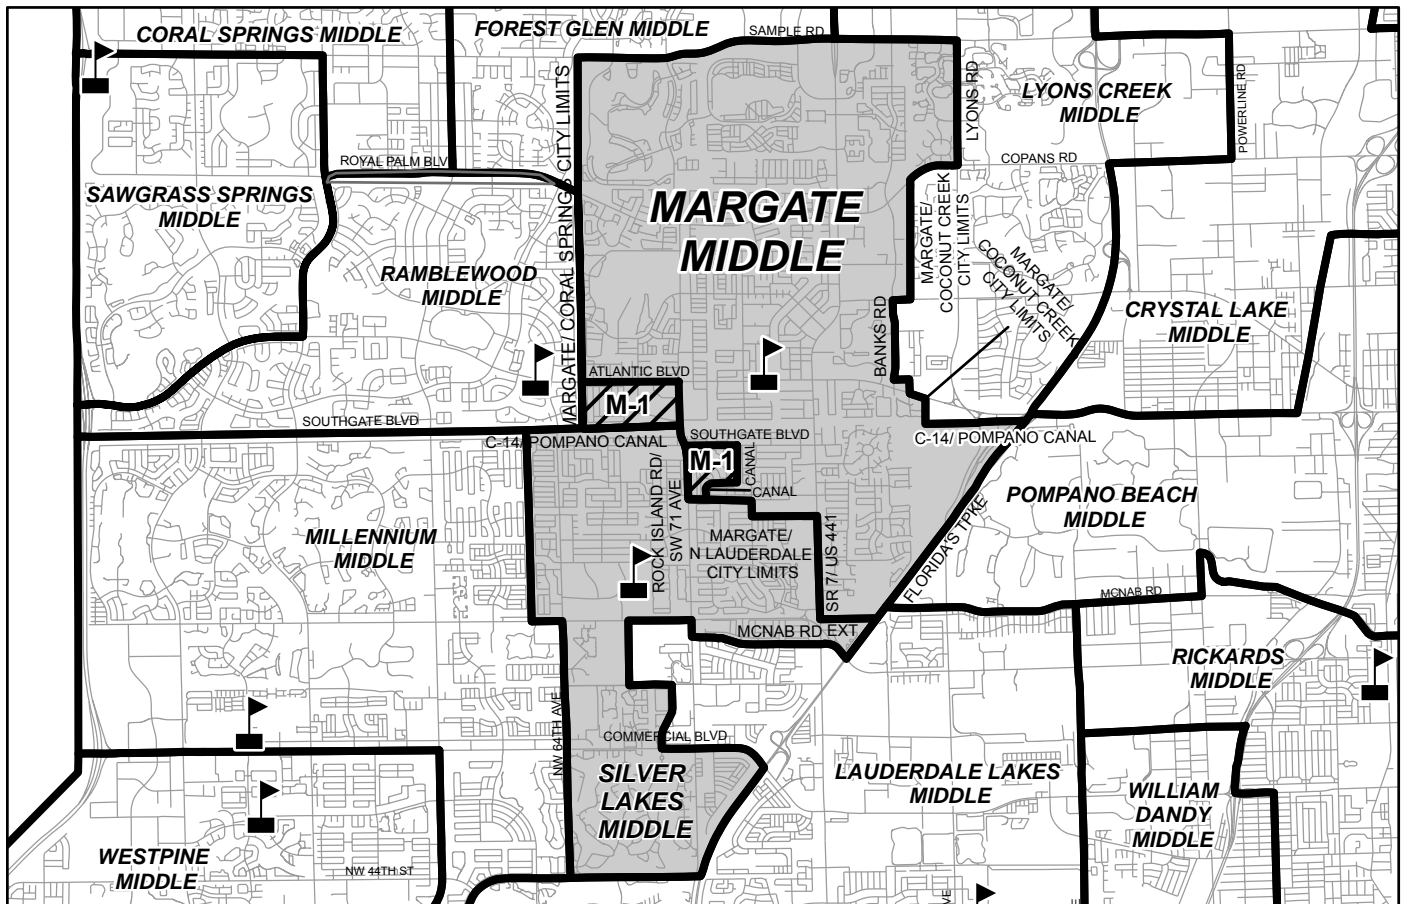 CORAL SPRINGS MIDDLE
FOREST GLEN MIDDLE
SAMPLE RD
LYONS RD
LYONS CREEK
MIDDLE
POWERLINE RD
COPANS RD
ROYAL PALM BLV
MARGATE/ CORAL SPRINGS CITY LIMITS
SAWGRASS SPRINGS
MIDDLE
MARGATE
MIDDLE
MARGATE/
COCONUT CREEK
CITY LIMITS
MARGATE/
COCONUT CREEK
CITY LIMITS
RAMBLEWOOD
MIDDLE
CRYSTAL LAKE
MIDDLE
BANKS RD
ATLANTIC BLVD
M-1
SOUTHGATE BLVD
C-14/ POMPANO CANAL
SOUTHGATE BLVD
C-14/ POMPANO CANAL
M-1
CANAL
CANAL
ROCK ISLAND RD/
SW 71 AVE
POMPANO BEACH
MIDDLE
MILLENNIUM
MIDDLE
MARGATE/
N LAUDERDALE
CITY LIMITS
SR 7/ US 441
FLORIDA'S TPKE
MCNAB RD
MCNAB RD EXT
RICKARDS
MIDDLE
NW 64TH AVE
COMMERCIAL BLVD
SILVER
LAKES
MIDDLE
LAUDERDALE LAKES
MIDDLE
WILLIAM
DANDY
MIDDLE
WESTPINE
MIDDLE
NW 44TH ST